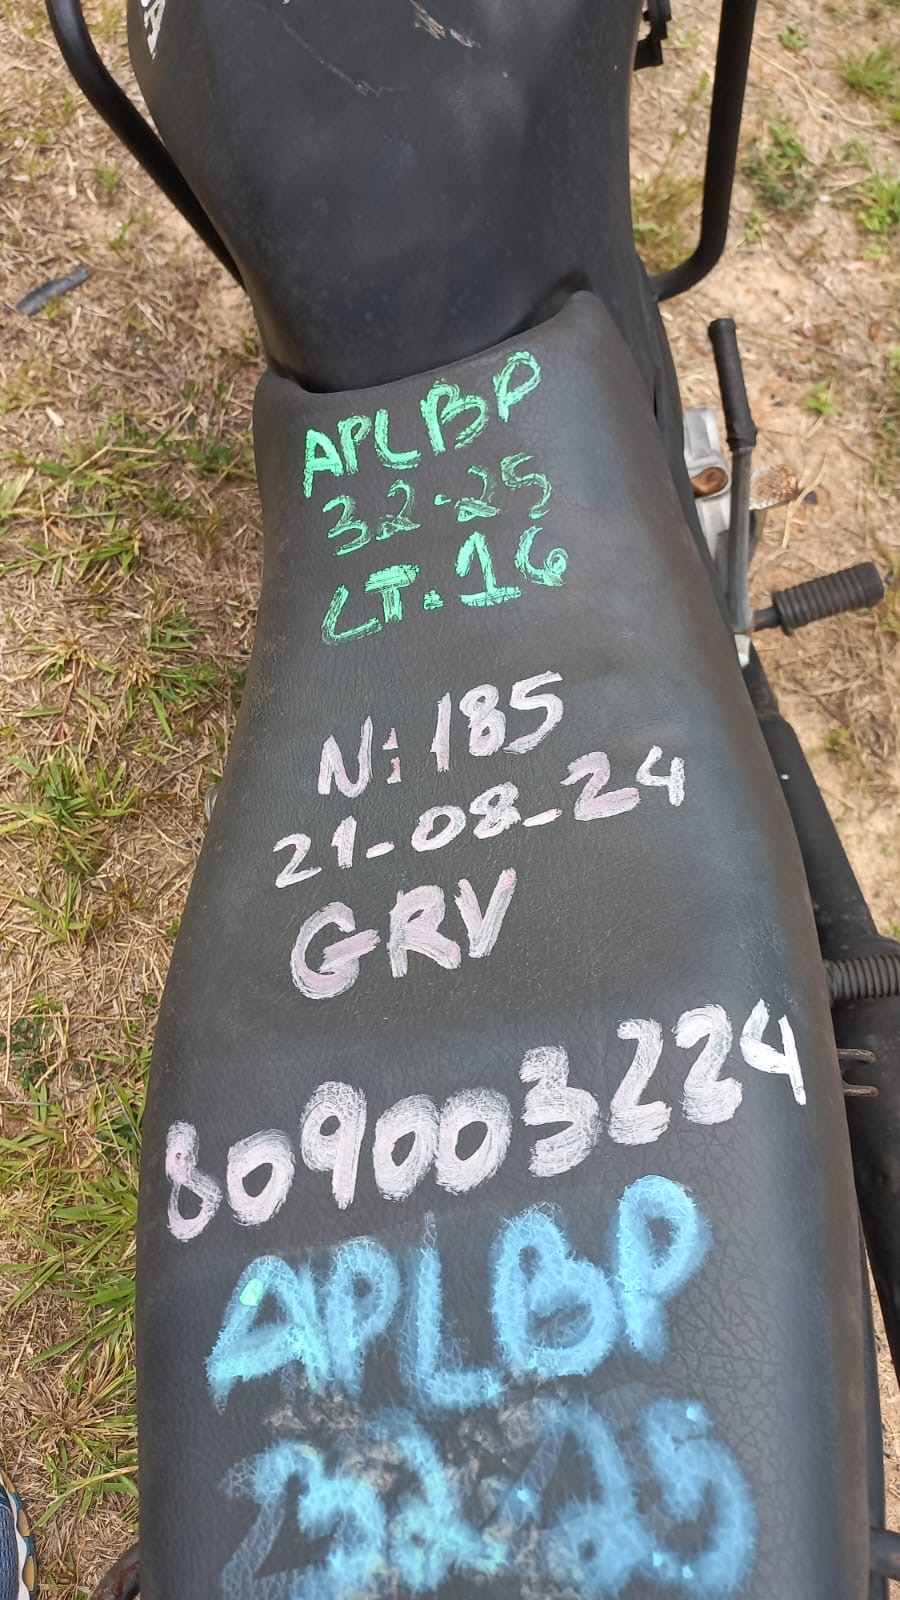 APLBP
32-25
LT.16
N: 185
21-08-24
GRV
809003224
APLBP
32-25